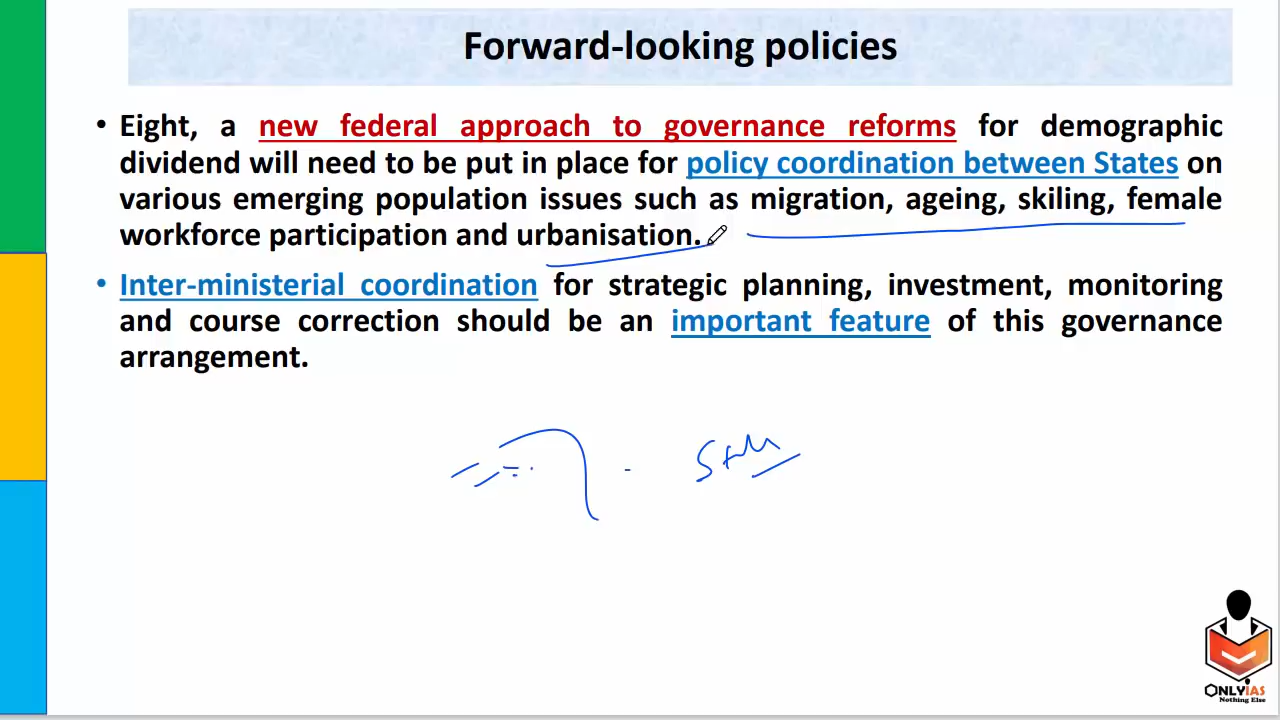 Forward-looking policies
• Eight, a new federal approach to governance reforms for demographic
dividend will need to be put in place for policy coordination between States on
various emerging population issues such as migration, ageing, skiling, female
workforce participation and urbanisation.
• Inter-ministerial coordination for strategic planning, investment, monitoring
and course correction should be an important feature of this governance
arrangement.
ONLYIAS
Nothing Else